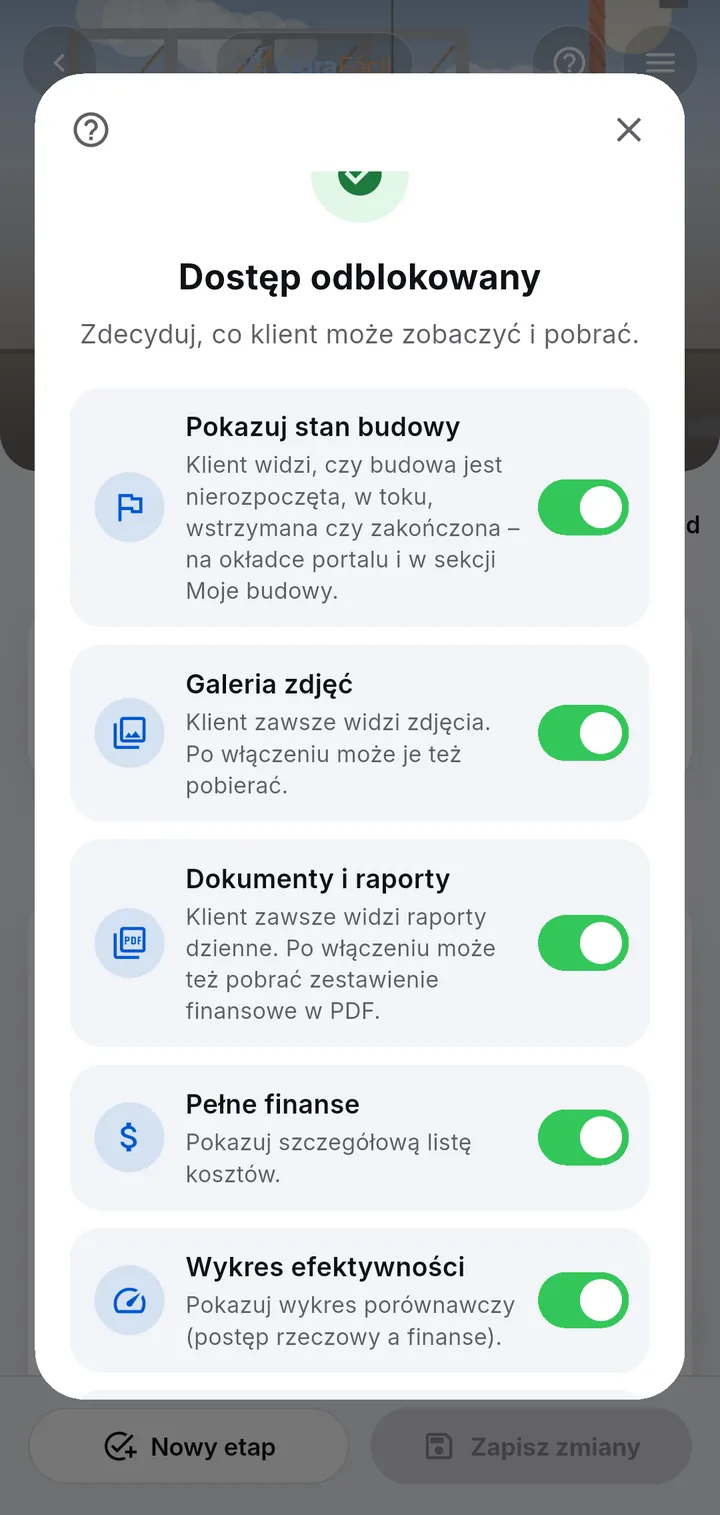 Dostęp odblokowany
Zdecyduj, co klient może zobaczyć i pobrać.
Pokazuj stan budowy
Klient widzi, czy budowa jest
nierozpoczęta, w toku,
wstrzymana czy zakończona –
na okładce portalu i w sekcji
Moje budowy.
Galeria zdjęć
Klient zawsze widzi zdjęcia.
Po włączeniu może je też
pobierać.
Dokumenty i raporty
Klient zawsze widzi raporty
dzienne. Po włączeniu może
też pobrać zestawienie
finansowe w PDF.
PDF
Pełne finanse
Pokazuj szczegółową listę
kosztów.
Wykres efektywności
Pokazuj wykres porównawczy
(postęp rzeczowy a finanse).
Nowy etap
Zapisz zmiany